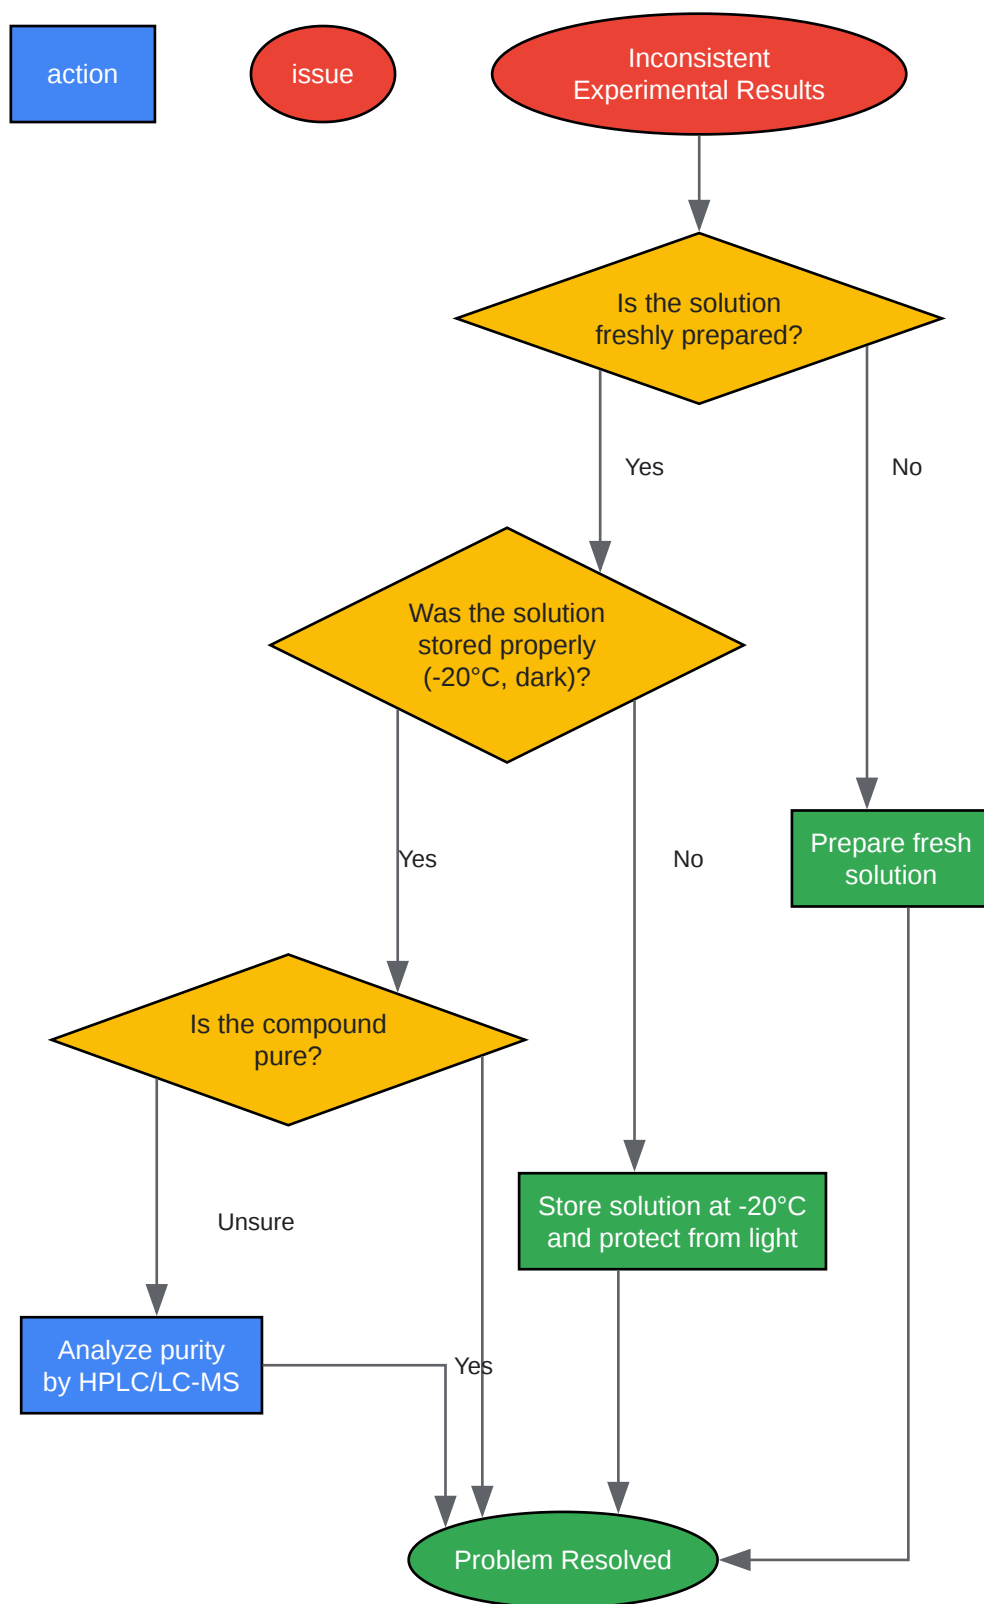 action
issue
Inconsistent
Experimental Results
Is the solution
freshly prepared?
Yes
No
Was the solution
stored properly
(-20°C, dark)?
Yes
No
Prepare fresh
solution
Is the compound
pure?
Unsure
Store solution at -20°C
and protect from light
Analyze purity
by HPLC/LC-MS
Yes
Problem Resolved